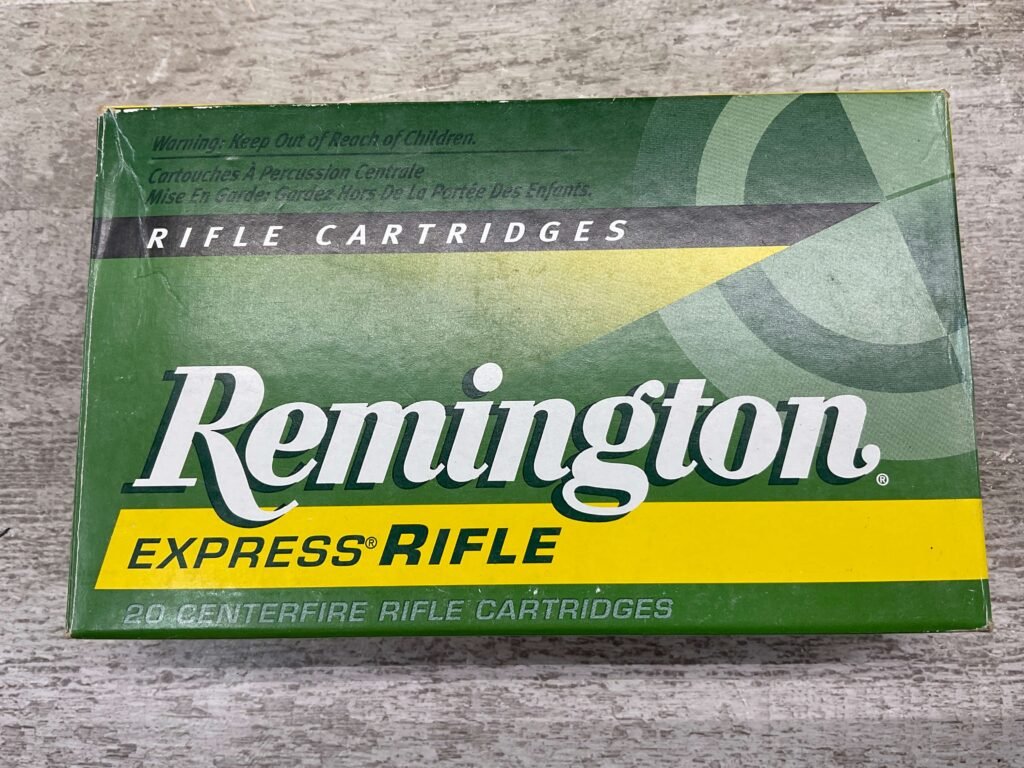 Warning: Keep Out of Reach of Children.
Cartouches À Percussion Centrale
Mise En Garde: Gardez Hors De La Portée Des Enfants.
RIFLE CARTRIDGES
Remington®
EXPRESS® RIFLE
20 CENTERFIRE RIFLE CARTRIDGES